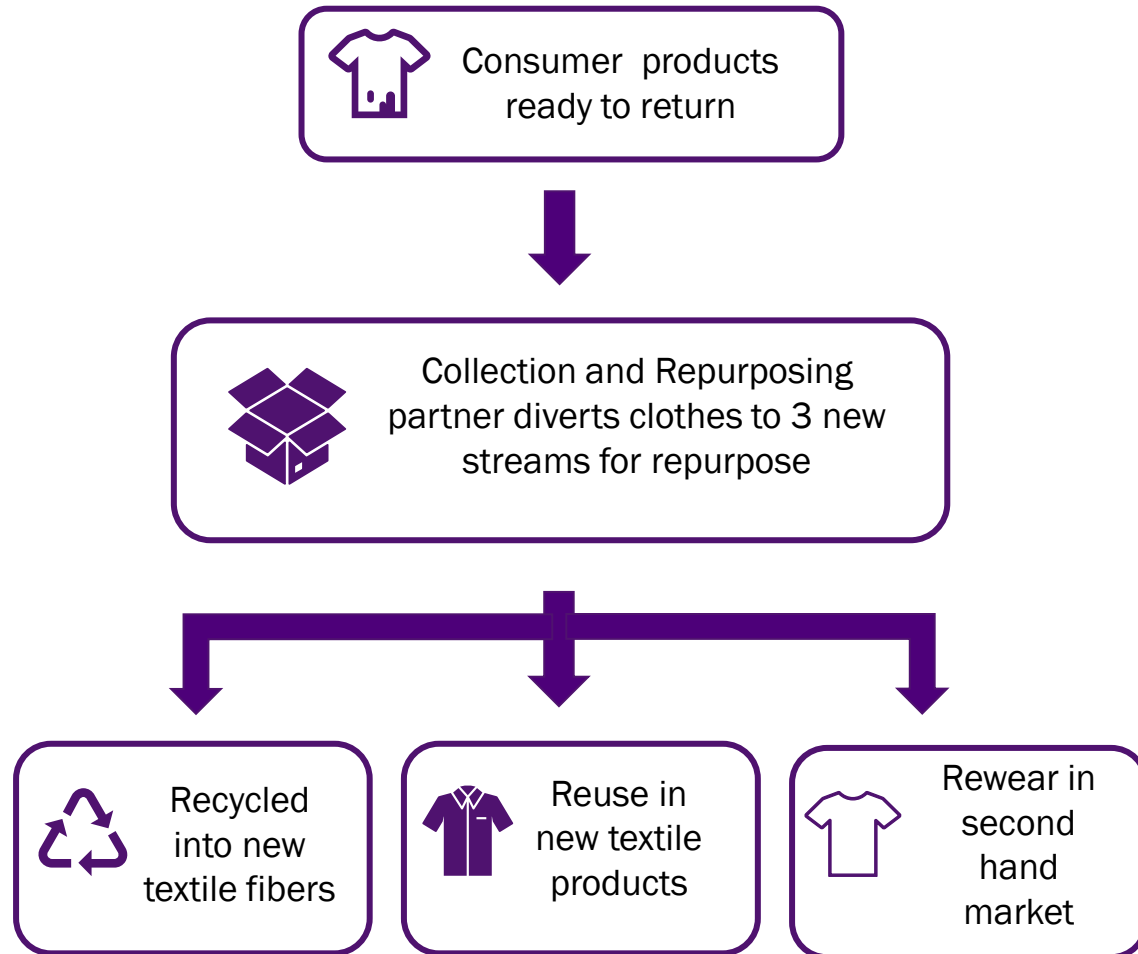 Consumer  products
ready to return
Collection and Repurposing
partner diverts clothes to 3 new
streams for repurpose
Recycled
into new
textile fibers
Reuse in
new textile
products
Rewear in
second
hand
market